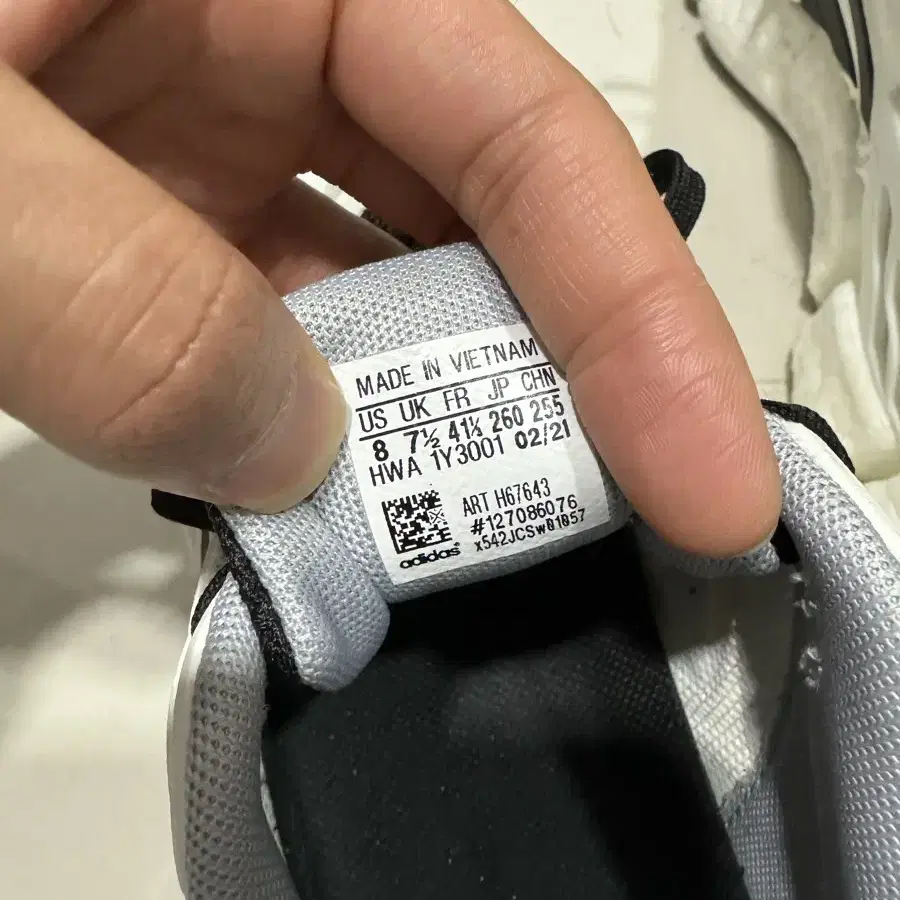 MADE IN VIETNAM
US UK FR JP CHN
8 7½ 41⅓ 260 255
HWA 1Y3001 02/21
ART H67643
#127086076
x542JCSw01057
adidas